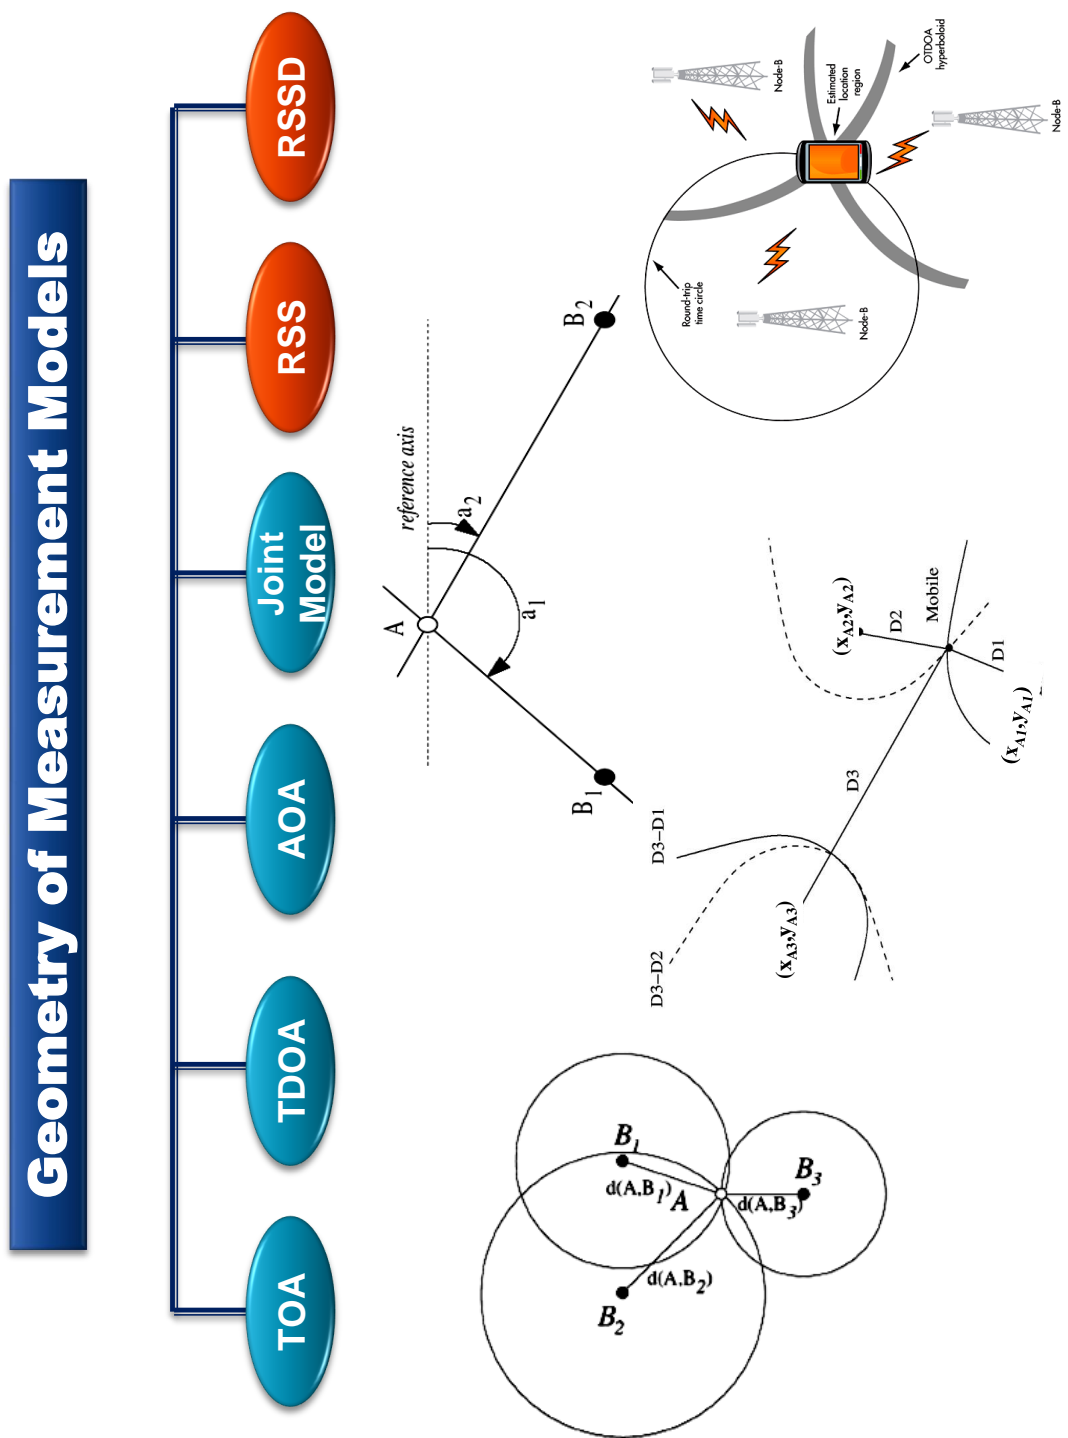 Geometry of Measurement Models
TOA
TDOA
AOA
Joint
Model
RSS
RSSD
B1
d(A,B1)
A
d(A,B2)
B2
B3
d(A,B3)
A
reference axis
a2
a1
B1
B2
D3–D1
D3–D2
(xA3,yA3)
D3
(xA2,yA2)
D2
Mobile
D1
(xA1,yA1)
Round-trip
time circle
Node-B
Node-B
Estimated
location
region
OTDOA
hyperboloid
Node-B